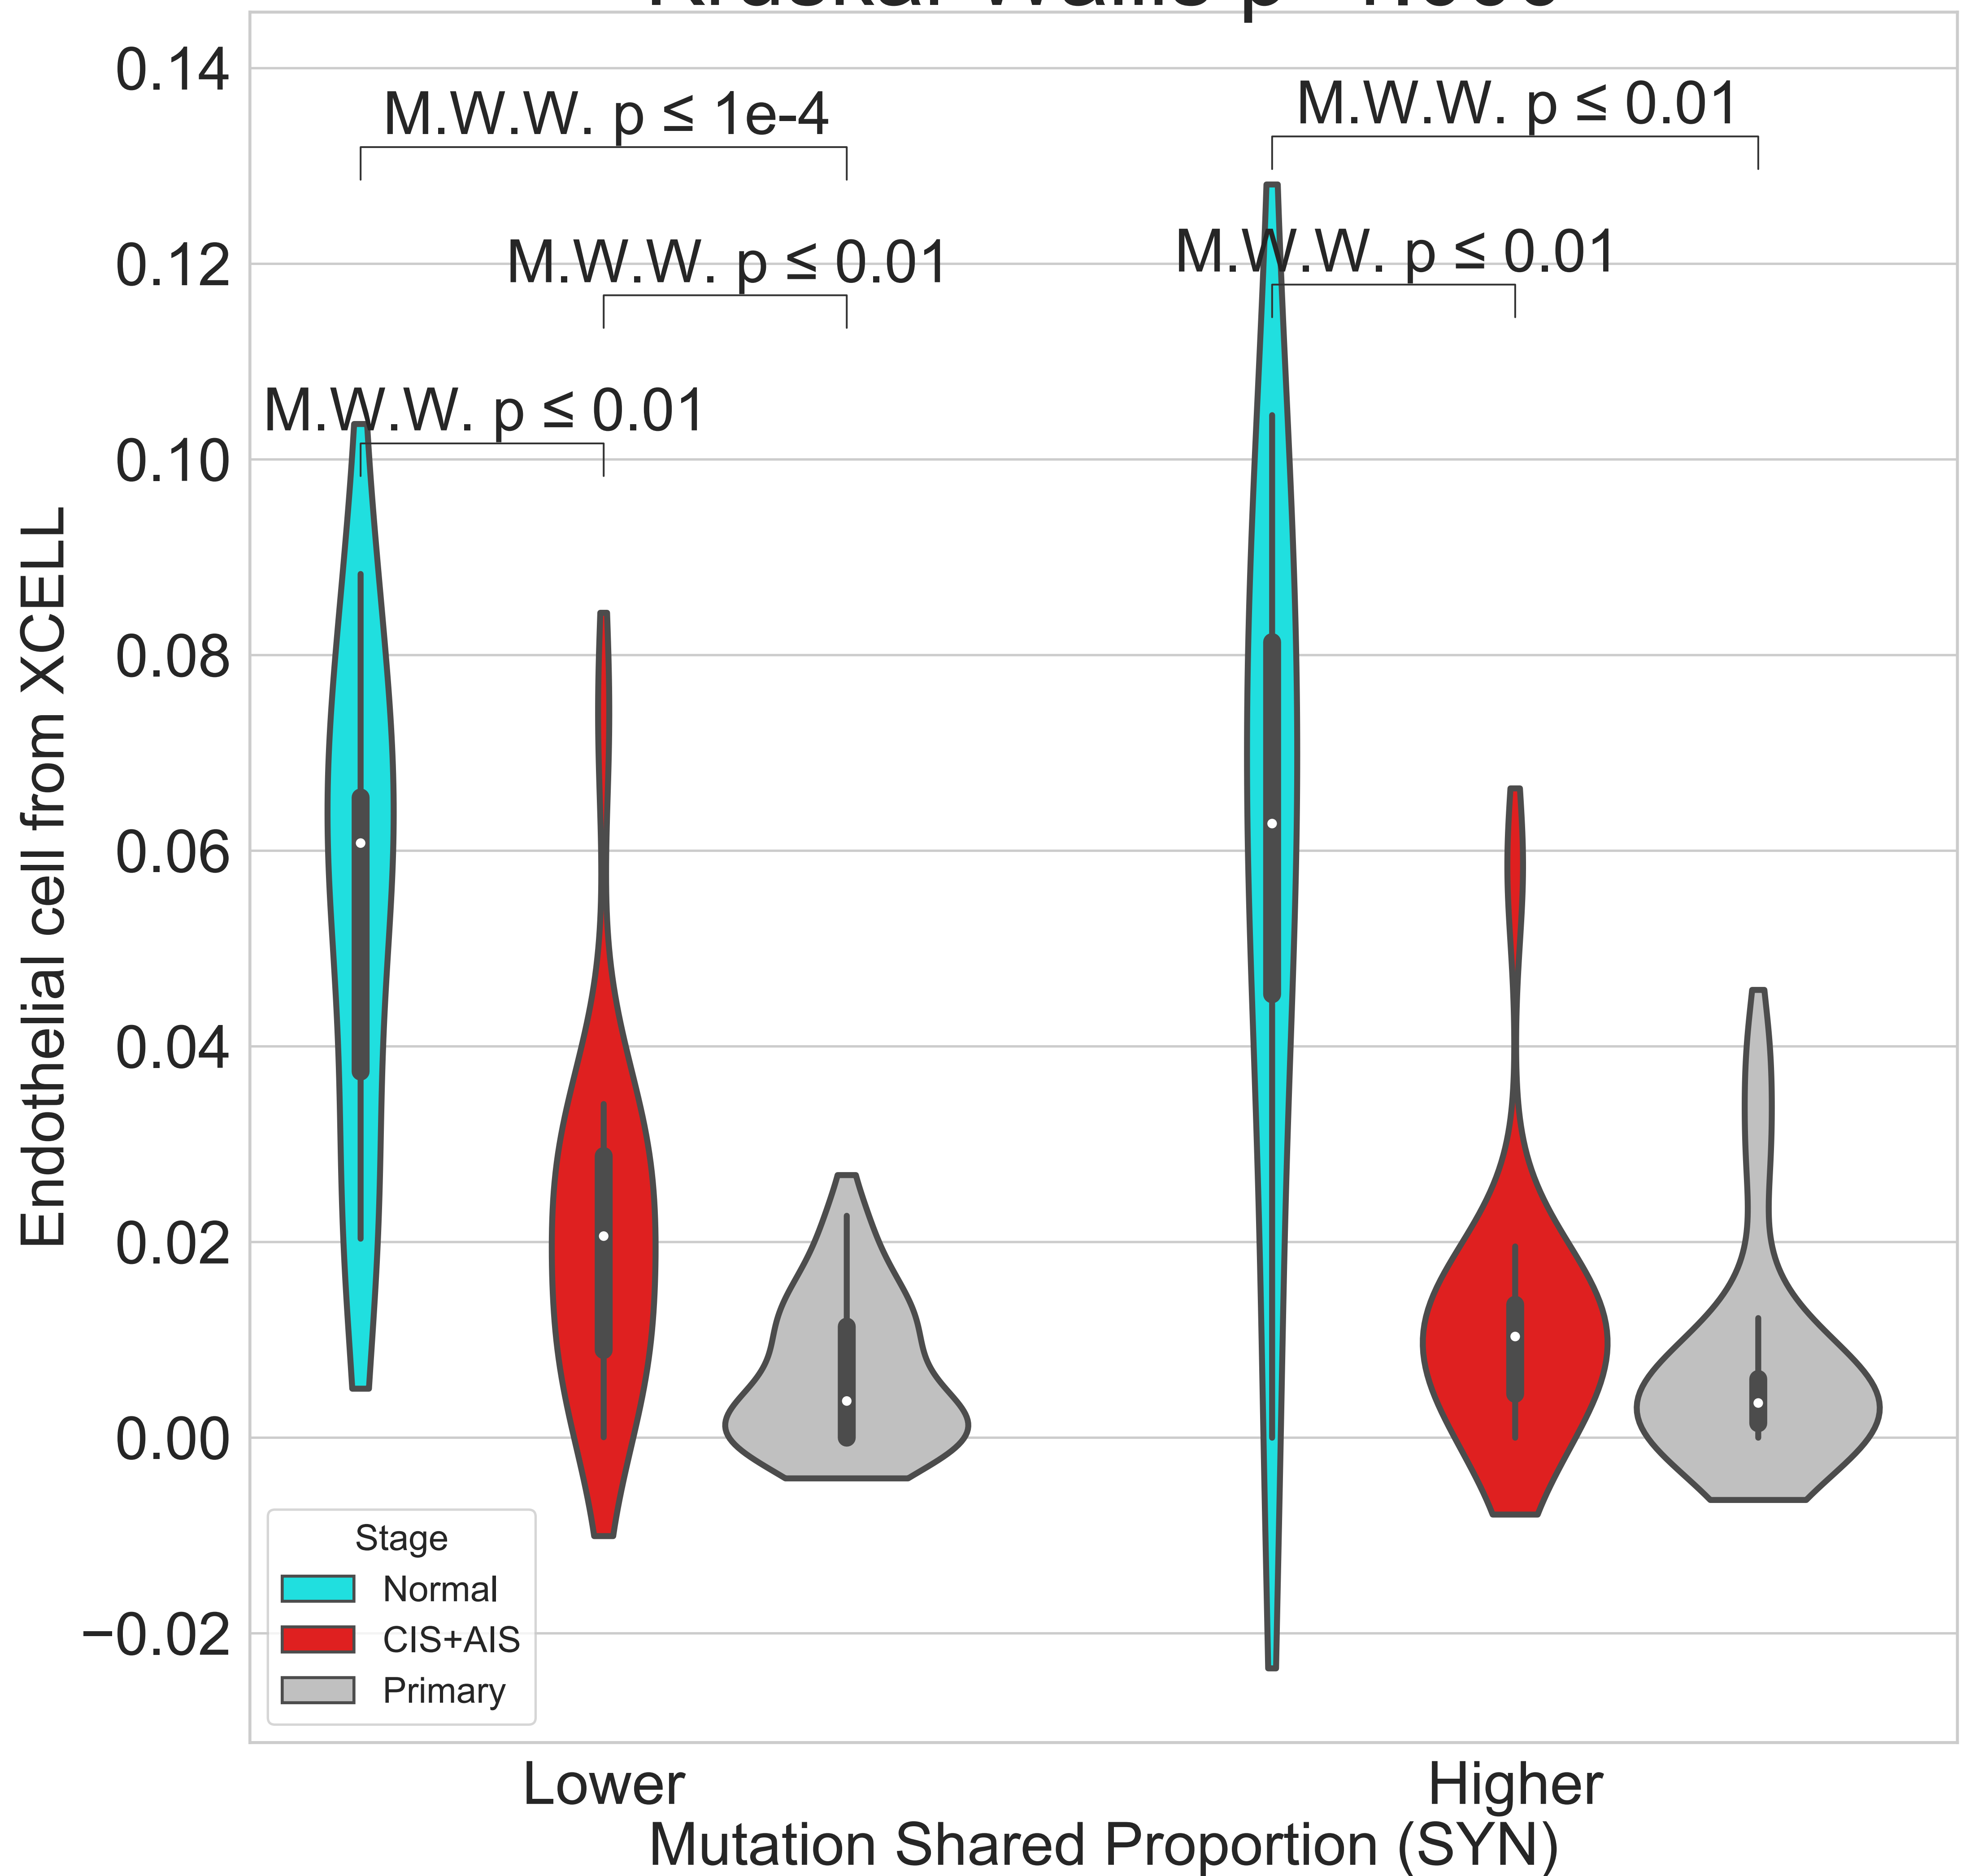 0.14
0.12
0.10
0.08
0.06
0.04
0.02
0.00
−0.02
Endothelial cell from XCELL
M.W.W. p ≤ 1e-4
M.W.W. p ≤ 0.01
M.W.W. p ≤ 0.01
M.W.W. p ≤ 0.01
M.W.W. p ≤ 0.01
Stage
Normal
CIS+AIS
Primary
Lower
Higher
Mutation Shared Proportion (SYN)